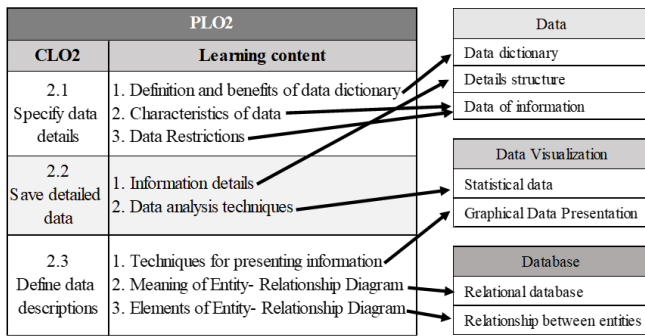 PLO2
CLO2
Learning content
2.1
Specify data
details
1. Definition and benefits of data dictionary
2. Characteristics of data
3. Data Restrictions
2.2
Save detailed
data
1. Information details
2. Data analysis techniques
2.3
Define data
descriptions
1. Techniques for presenting information
2. Meaning of Entity- Relationship Diagram
3. Elements of Entity- Relationship Diagram
Data
Data dictionary
Details structure
Data of information
Data Visualization
Statistical data
Graphical Data Presentation
Database
Relational database
Relationship between entities